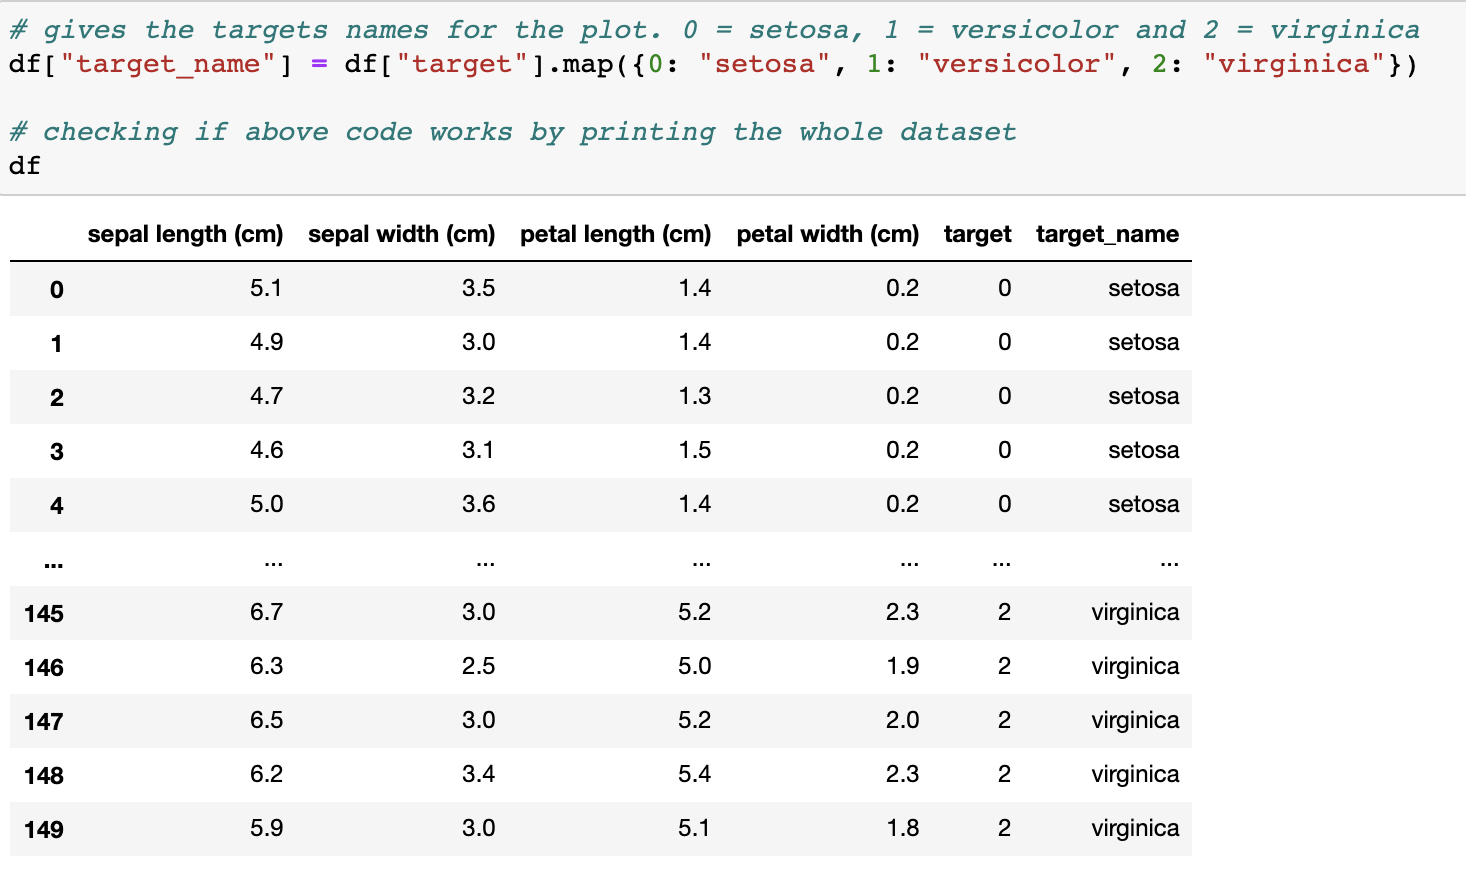 # gives the targets names for the plot. 0 = setosa, 1 = versicolor and 2 = virginica
df["target_name"] = df["target"].map({0: "setosa", 1: "versicolor", 2: "virginica"})
# checking if above code works by printing the whole dataset
df
sepal length (cm) sepal width (cm) petal length (cm) petal width (cm) target target_name
0 5.1 3.5 1.4 0.2 0 setosa
1 4.9 3.0 1.4 0.2 0 setosa
2 4.7 3.2 1.3 0.2 0 setosa
3 4.6 3.1 1.5 0.2 0 setosa
4 5.0 3.6 1.4 0.2 0 setosa
... ... ... ... ... ... ...
145 6.7 3.0 5.2 2.3 2 virginica
146 6.3 2.5 5.0 1.9 2 virginica
147 6.5 3.0 5.2 2.0 2 virginica
148 6.2 3.4 5.4 2.3 2 virginica
149 5.9 3.0 5.1 1.8 2 virginica